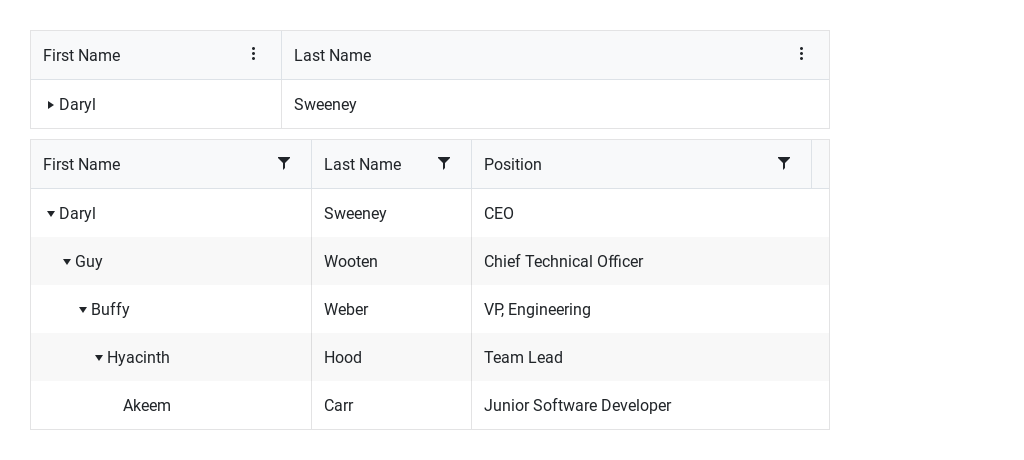 First Name Last Name
Daryl Sweeney
First Name Last Name Position
Daryl Sweeney CEO
Guy Wooten Chief Technical Officer
Buffy Weber VP, Engineering
Hyacinth Hood Team Lead
Akeem Carr Junior Software Developer